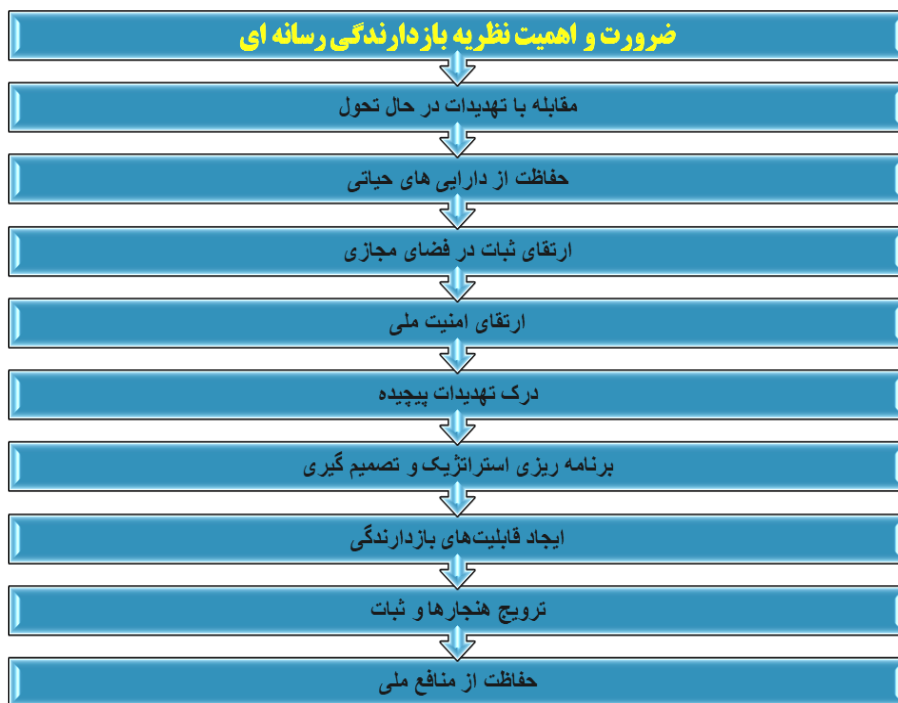 ضرورت و اهمیت نظریه بازدارندگی رسانه ای
مقابله با تهدیدات در حال تحول
حفاظت از دارایی های حیاتی
ارتقای ثبات در فضای مجازی
ارتقای امنیت ملی
درک تهدیدات پیچیده
برنامه ریزی استراتژیک و تصمیم گیری
ایجاد قابلیت‌های بازدارندگی
ترویج هنجارها و ثبات
حفاظت از منافع ملی